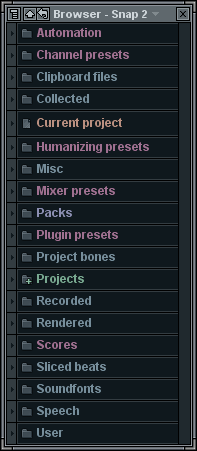 Browser - Snap 2
Automation
Channel presets
Clipboard files
Collected
Current project
Humanizing presets
Misc
Mixer presets
Packs
Plugin presets
Project bones
Projects
Recorded
Rendered
Scores
Sliced beats
Soundfonts
Speech
User